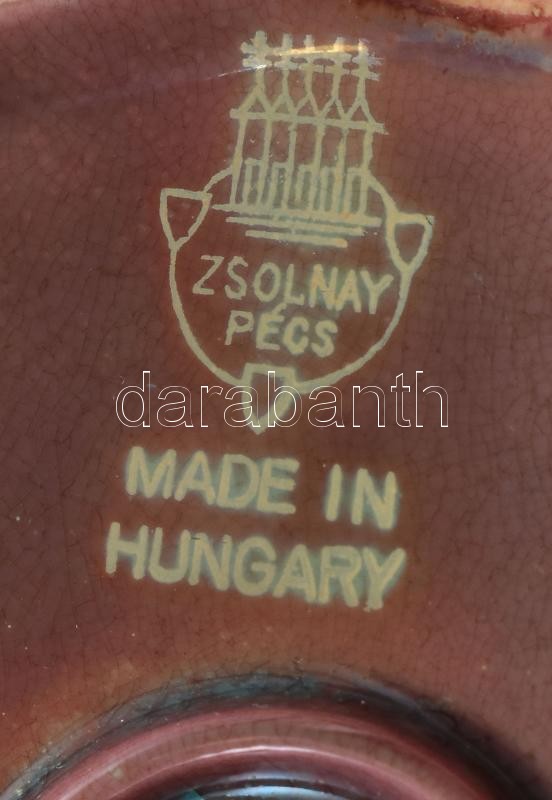 ZSOLNAY
PÉCS
darabanth
MADE IN
HUNGARY